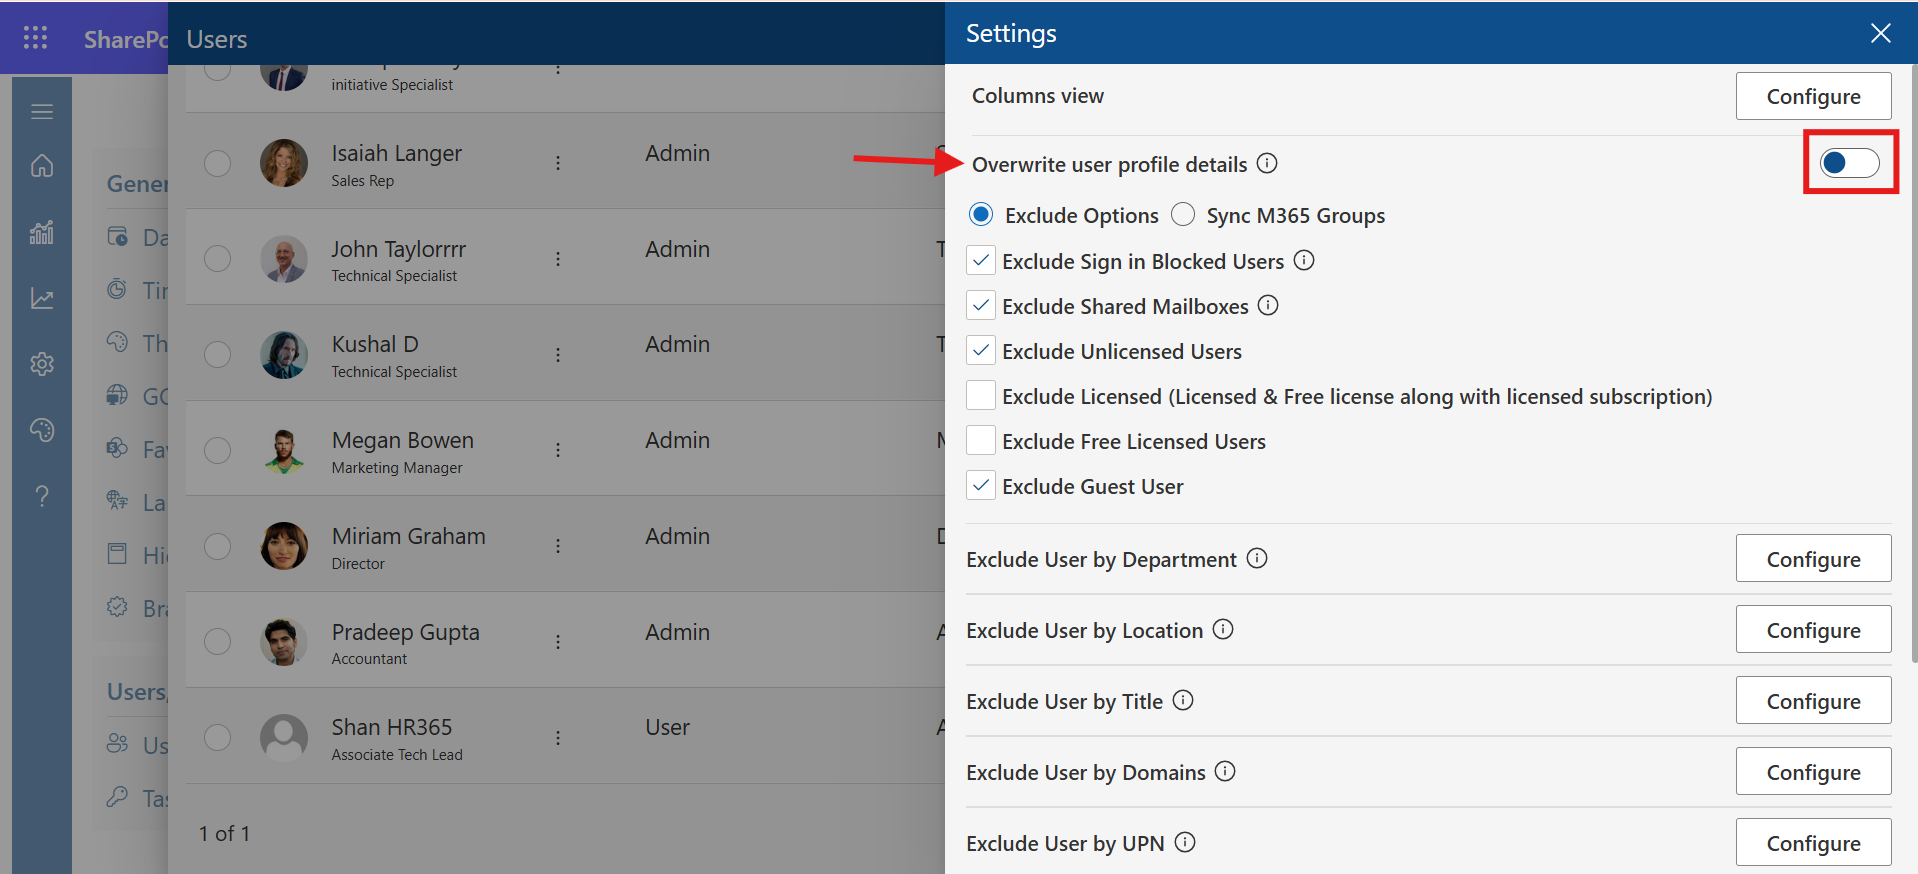 SharePo
Users
Settings
Gener
Da
Tir
Th
GC
Fav
La
Hic
Bra
Users,
Us
Tas
initiative Specialist
Isaiah Langer
Sales Rep
Admin
John Taylorrrr
Technical Specialist
Admin
T
Kushal D
Technical Specialist
Admin
T
Megan Bowen
Marketing Manager
Admin
Miriam Graham
Director
Admin
Pradeep Gupta
Accountant
Admin
A
Shan HR365
Associate Tech Lead
User
A
1 of 1
Columns view
Configure
Overwrite user profile details
Exclude Options
Sync M365 Groups
Exclude Sign in Blocked Users
Exclude Shared Mailboxes
Exclude Unlicensed Users
Exclude Licensed (Licensed & Free license along with licensed subscription)
Exclude Free Licensed Users
Exclude Guest User
Exclude User by Department
Configure
Exclude User by Location
Configure
Exclude User by Title
Configure
Exclude User by Domains
Configure
Exclude User by UPN
Configure